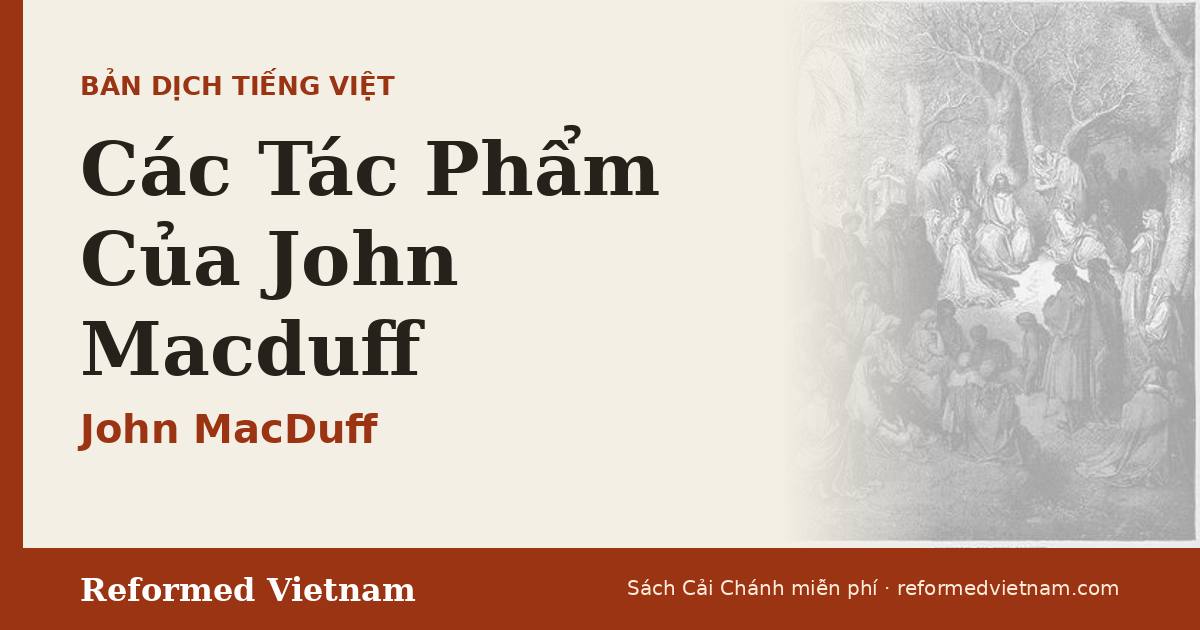 BẢN DỊCH TIẾNG VIỆT
Các Tác Phẩm
Của John
Macduff
John MacDuff
Reformed Vietnam
Sách Cải Chánh miễn phí · reformedvietnam.com